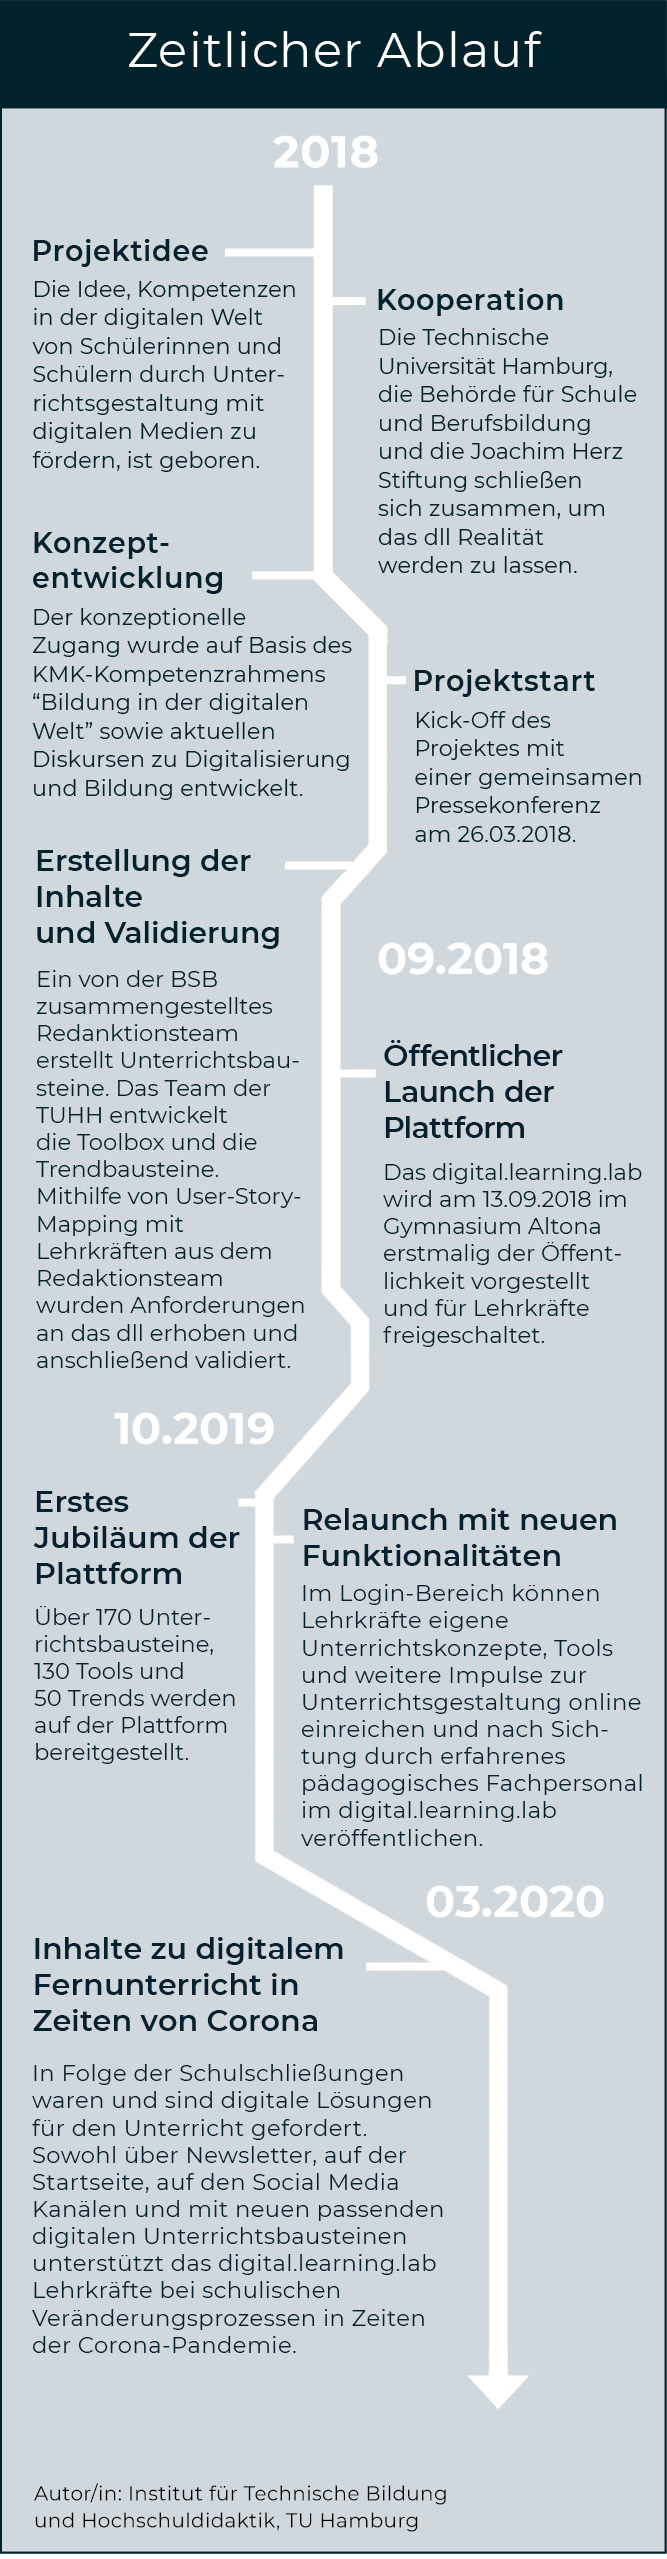 Zeitlicher Ablauf
2018
Projektidee
Die Idee, Kompetenzen
in der digitalen Welt
von Schülerinnen und
Schülern durch Unter-
richtsgestaltung mit
digitalen Medien zu
fördern, ist geboren.
Kooperation
Die Technische
Universität Hamburg,
die Behörde für Schule
und Berufsbildung
und die Joachim Herz
Stiftung schließen
sich zusammen, um
das dll Realität
werden zu lassen.
Konzept-
entwicklung
Der konzeptionelle
Zugang wurde auf Basis des
KMK-Kompetenzrahmens
“Bildung in der digitalen
Welt” sowie aktuellen
Diskursen zu Digitalisierung
und Bildung entwickelt.
Projektstart
Kick-Off des
Projektes mit
einer gemeinsamen
Pressekonferenz
am 26.03.2018.
Erstellung der
Inhalte
und Validierung
Ein von der BSB
zusammengestelltes
Redanktionsteam
erstellt Unterrichtsbau-
steine. Das Team der
TUHH entwickelt
die Toolbox und die
Trendbausteine.
Mithilfe von User-Story-
Mapping mit
Lehrkräften aus dem
Redaktionsteam
wurden Anforderungen
an das dll erhoben und
anschließend validiert.
09.2018
Öffentlicher
Launch der
Plattform
Das digital.learning.lab
wird am 13.09.2018 im
Gymnasium Altona
erstmalig der Öffent-
lichkeit vorgestellt
und für Lehrkräfte
freigeschaltet.
10.2019
Erstes
Jubiläum der
Plattform
Über 170 Unter-
richtsbausteine,
130 Tools und
50 Trends werden
auf der Plattform
bereitgestellt.
Relaunch mit neuen
Funktionalitäten
Im Login-Bereich können
Lehrkräfte eigene
Unterrichtskonzepte, Tools
und weitere Impulse zur
Unterrichtsgestaltung online
einreichen und nach Sich-
tung durch erfahrenes
pädagogisches Fachpersonal
im digital.learning.lab
veröffentlichen.
03.2020
Inhalte zu digitalem
Fernunterricht in
Zeiten von Corona
In Folge der Schulschließungen
waren und sind digitale Lösungen
für den Unterricht gefordert.
Sowohl über Newsletter, auf der
Startseite, auf den Social Media
Kanälen und mit neuen passenden
digitalen Unterrichtsbausteinen
unterstützt das digital.learning.lab
Lehrkräfte bei schulischen
Veränderungsprozessen in Zeiten
der Corona-Pandemie.
Autor/in: Institut für Technische Bildung
und Hochschuldidaktik, TU Hamburg